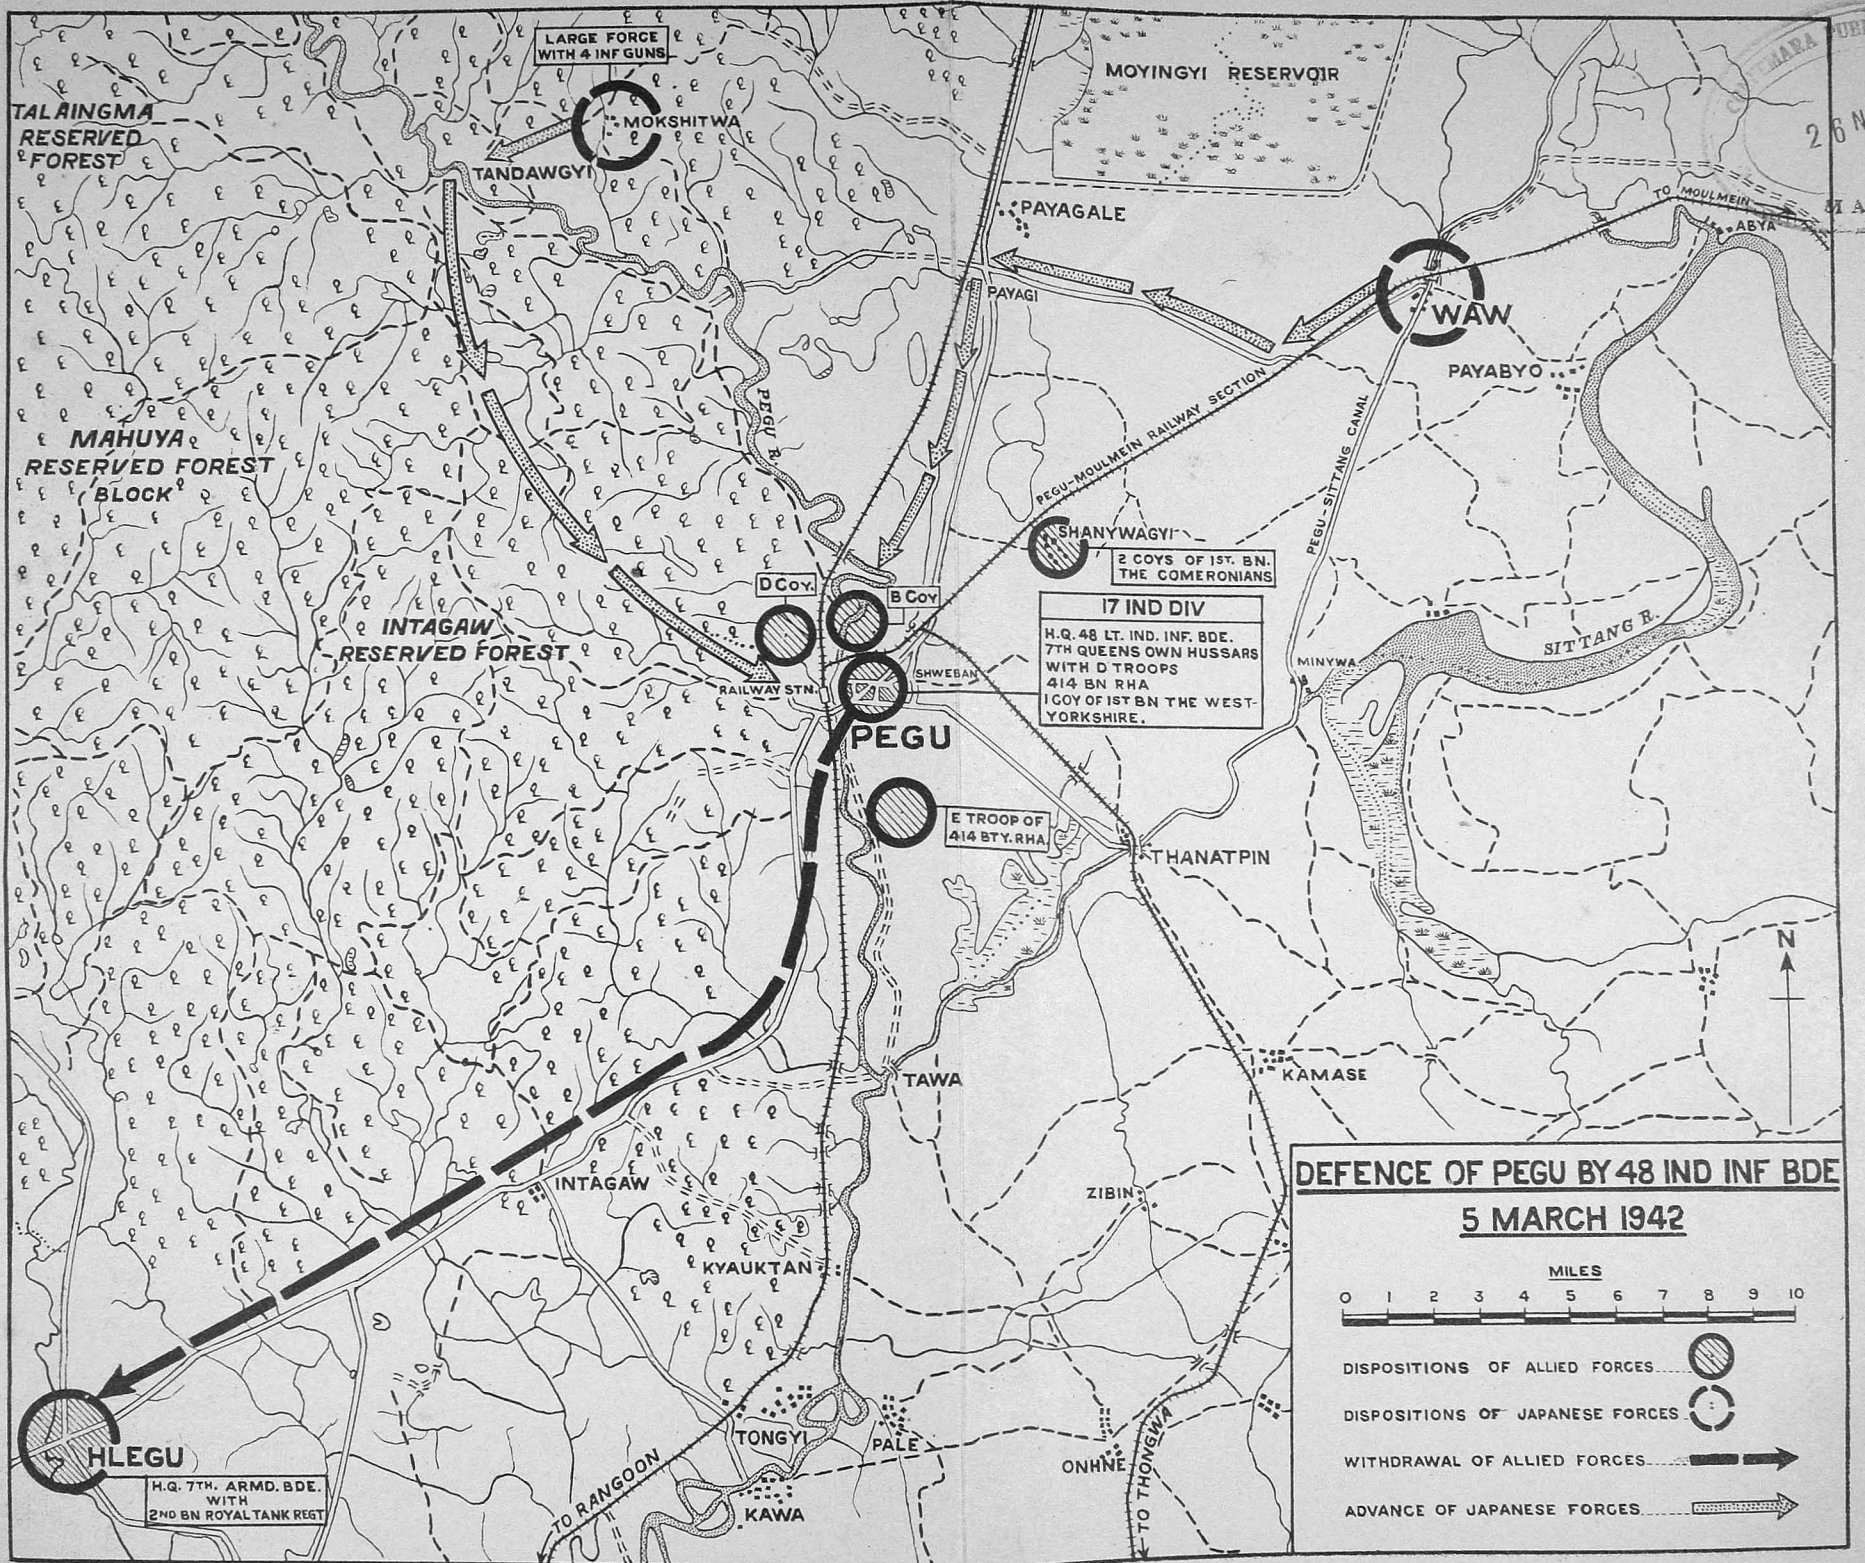 LARGE FORCE
WITH 4 INF GUNS
MOKSHITWA
TANDAWGYI
TALAINGMA
RESERVED
FOREST
MOYINGYI RESERVOIR
26 N
TO MOULMEIN
ABYA
PAYAGALE
PAYAGI
WAW
PAYABYO
PEGU R.
PEGU-MOULMEIN RAILWAY SECTION
PEGU-SITTANG CANAL
MAHUYA
RESERVED FOREST
BLOCK
SHANYWAGYI
2 COYS OF 1ST. BN.
THE COMERONIANS
D COY.
B COY
17 IND DIV
H.Q. 48 LT. IND. INF. BDE.
7TH QUEENS OWN HUSSARS
WITH D TROOPS
414 BN RHA
1 COY OF 1ST BN THE WEST-
YORKSHIRE.
INTAGAW
RESERVED FOREST
RAILWAY STN.
SHWEBAN
PEGU
SITTANG R.
MINYWA
E TROOP OF
414 BTY. RHA.
THANATPIN
TAWA
KAMASE
INTAGAW
ZIBIN
KYAUKTAN
HLEGU
H.Q. 7TH. ARMD. BDE.
WITH
2ND BN ROYAL TANK REGT
TONGYI
PALE
KAWA
ONHNE
TO RANGOON
TO THONGWA
N
DEFENCE OF PEGU BY 48 IND INF BDE
5 MARCH 1942
MILES
0 1 2 3 4 5 6 7 8 9 10
DISPOSITIONS OF ALLIED FORCES
DISPOSITIONS OF JAPANESE FORCES
WITHDRAWAL OF ALLIED FORCES
ADVANCE OF JAPANESE FORCES